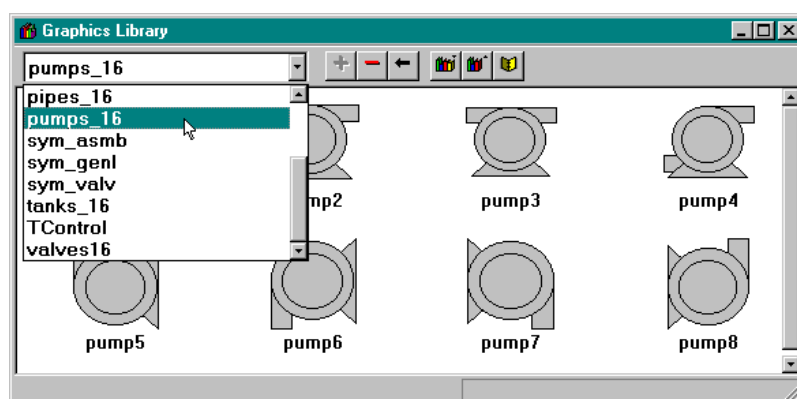 Graphics Library
pumps_16
pipes_16
pumps_16
sym_asmb
sym_genl
sym_valv
tanks_16
TControl
valves16
mp2
pump3
pump4
pump5
pump6
pump7
pump8